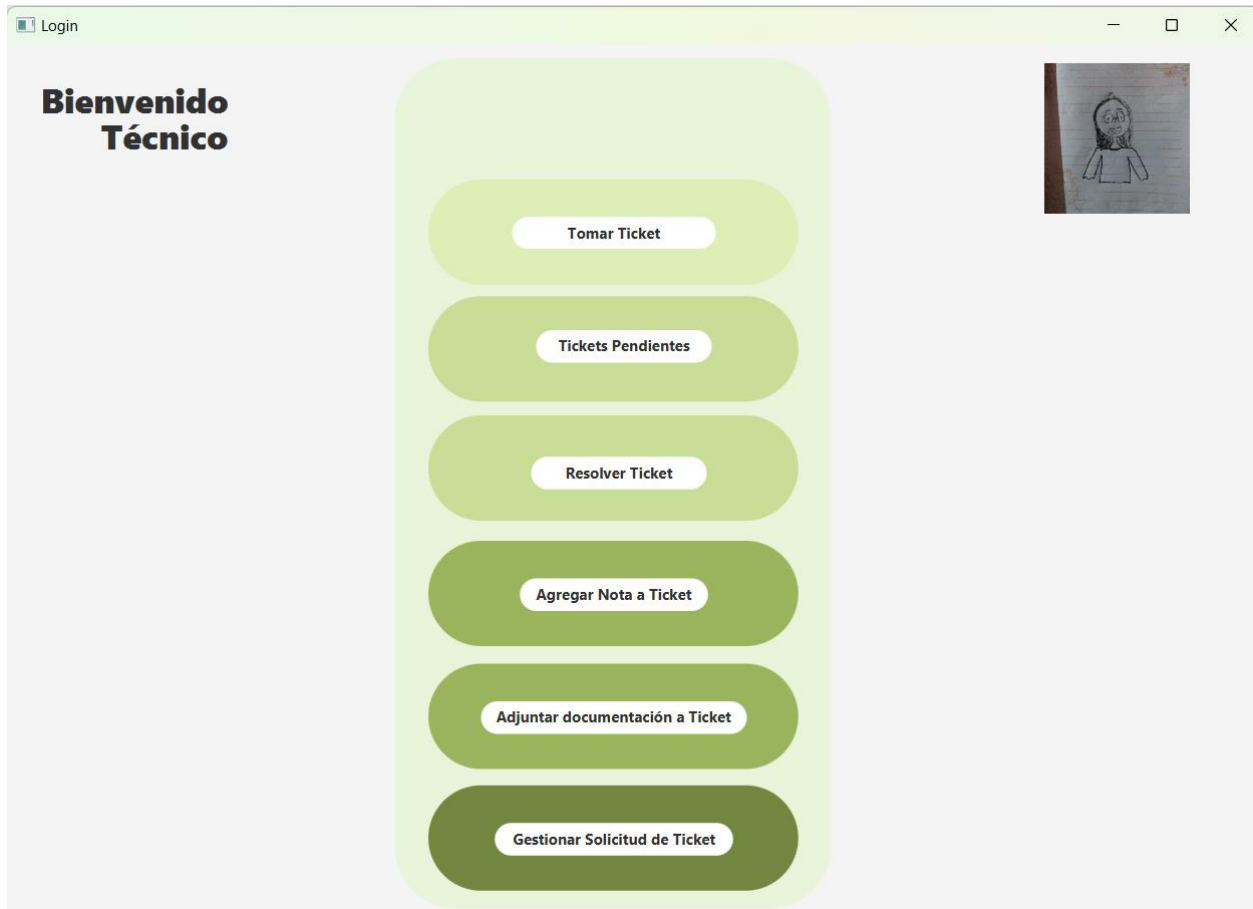 Login
Bienvenido
Técnico
Tomar Ticket
Tickets Pendientes
Resolver Ticket
Agregar Nota a Ticket
Adjuntar documentación a Ticket
Gestionar Solicitud de Ticket